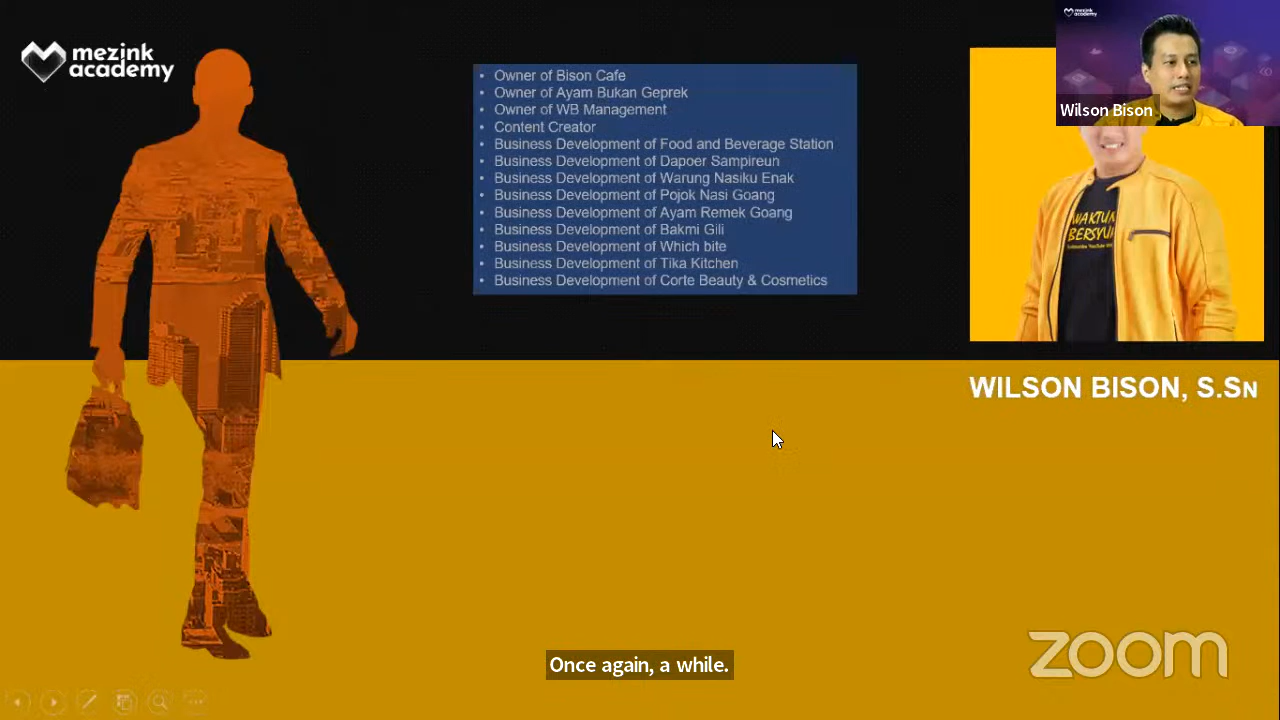 mezink
academy
Owner of Bison Cafe
Owner of Ayam Bukan Geprek
Owner of WB Management
Content Creator
Business Development of Food and Beverage Station
Business Development of Dapoer Sampireun
Business Development of Warung Nasiku Enak
Business Development of Pojok Nasi Goang
Business Development of Ayam Remek Goang
Business Development of Bakmi Gili
Business Development of Which bite
Business Development of Tika Kitchen
Business Development of Corte Beauty & Cosmetics
mezink
academy
Wilson Bison
WILSON BISON, S.SN
Once again, a while.
zoom